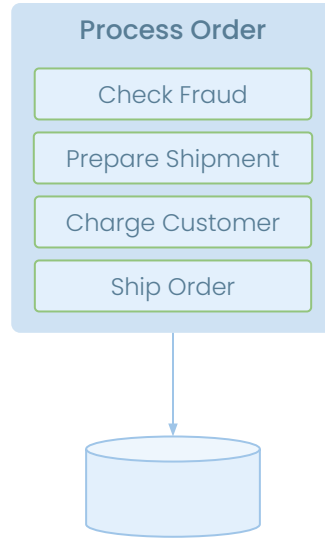 Process Order
Check Fraud
Prepare Shipment
Charge Customer
Ship Order